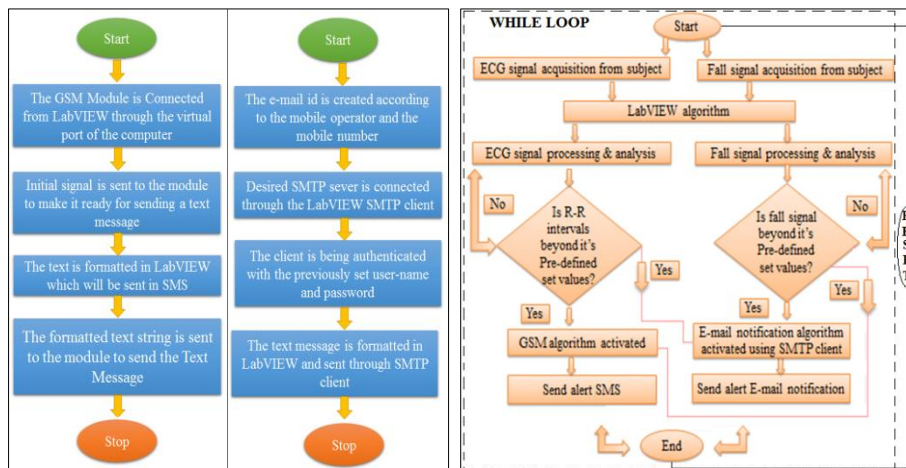 Start
The GSM Module is Connected
from LabVIEW through the virtual
port of the computer
Initial signal is sent to the module
to make it ready for sending a text
message
The text is formatted in LabVIEW
which will be sent in SMS
The formatted text string is sent
to the module to send the Text
Message
Stop
Start
The e-mail id is created according
to the mobile operator and the
mobile number
Desired SMTP sever is connected
through the LabVIEW SMTP client
The client is being authenticated
with the previously set user-name
and password
The text message is formatted in
LabVIEW and sent through SMTP
client
Stop
WHILE LOOP
Start
ECG signal acquisition from subject
Fall signal acquisition from subject
LabVIEW algorithm
ECG signal processing & analysis
Fall signal processing & analysis
No
Is R-R
intervals
beyond it's
Pre-defined
set values?
Yes
Yes
Is fall signal
beyond it's
Pre-defined
set values?
No
Yes
Yes
GSM algorithm activated
E-mail notification algorithm
activated using SMTP client
Send alert SMS
Send alert E-mail notification
End